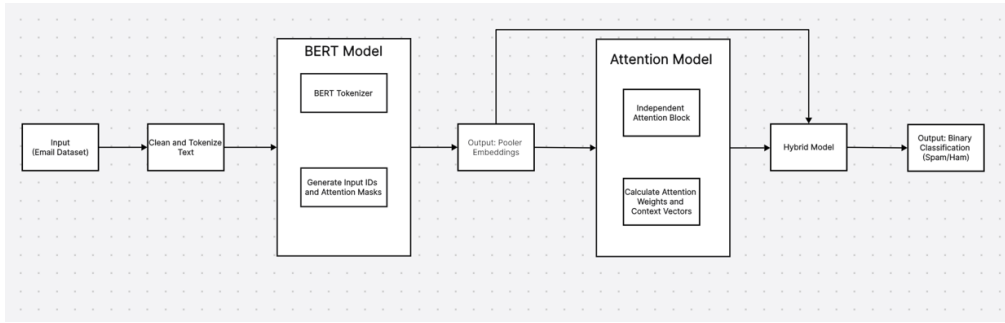 BERT Model
BERT Tokenizer
Generate Input IDs
and Attention Masks
Input
(Email Dataset)
Clean and Tokenize
Text
Output: Pooler
Embeddings
Attention Model
Independent
Attention Block
Calculate Attention
Weights and
Context Vectors
Hybrid Model
Output: Binary
Classification
(Spam/Ham)